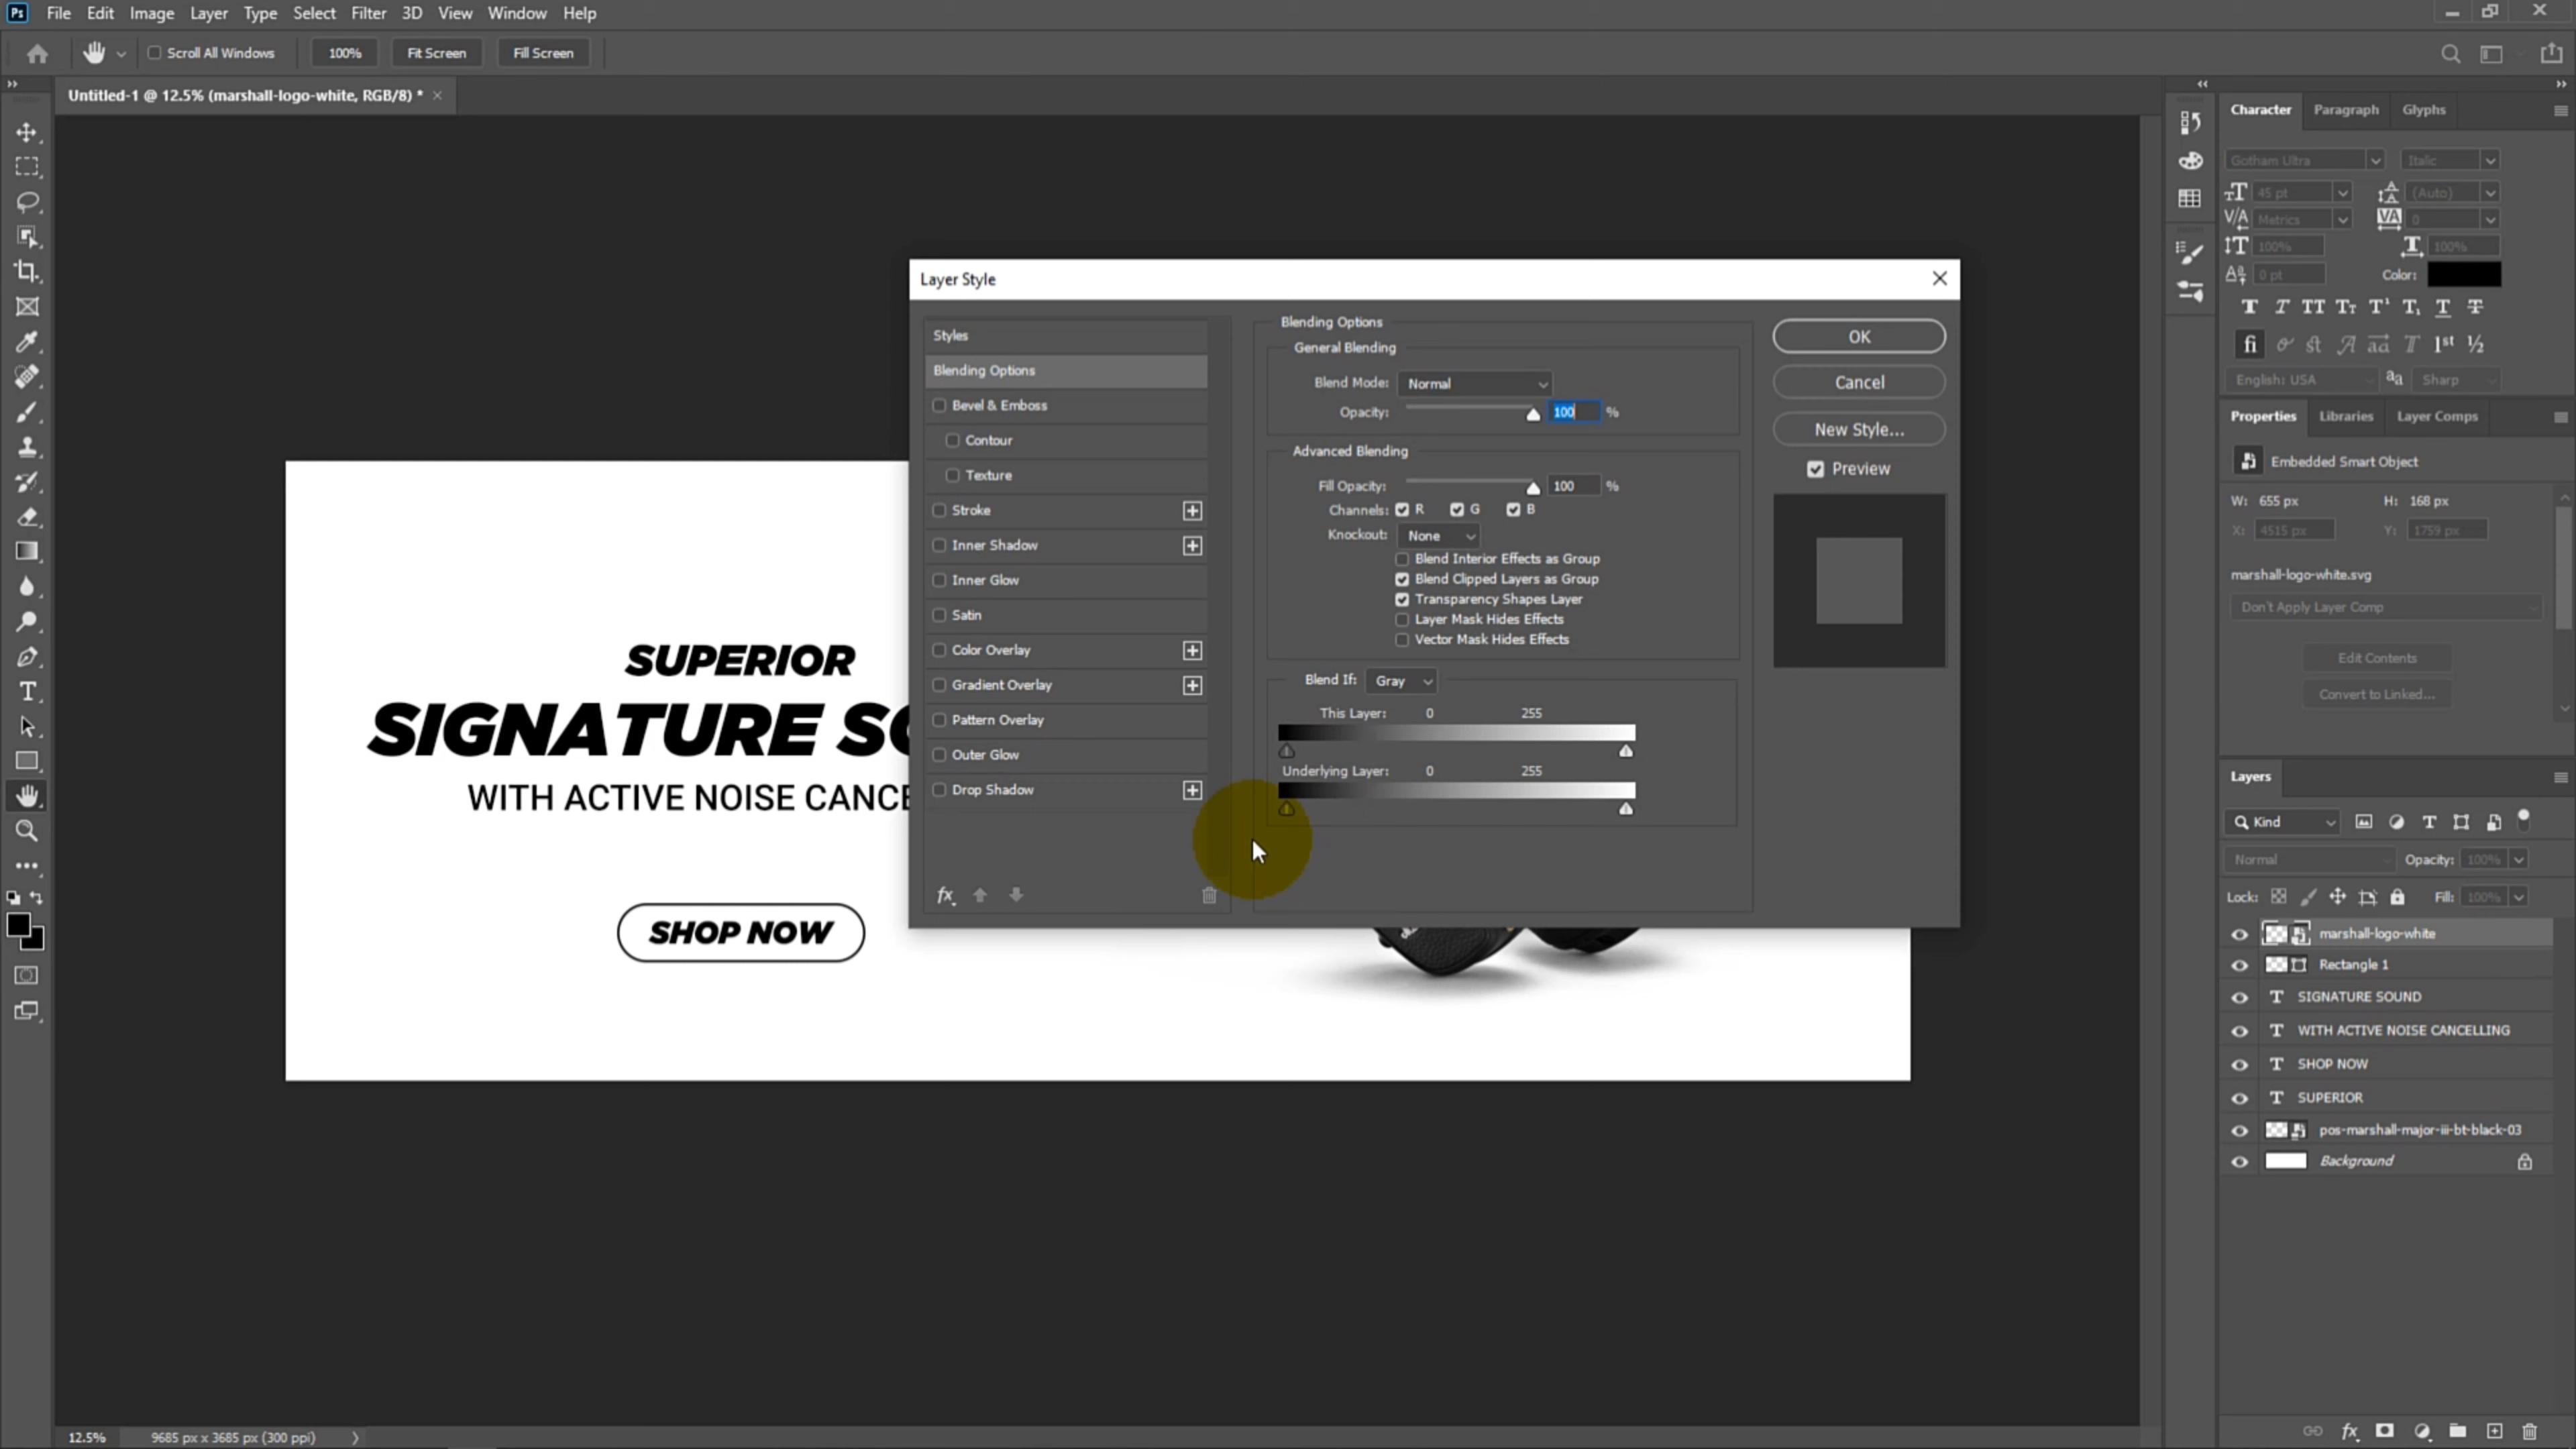 Ps File Edit Image Layer Type Select Filter 3D View Window Help
Scroll All Windows 100% Fit Screen Fill Screen
Untitled-1 @ 12.5% (marshall-logo-white, RGB/8) * ×
SUPERIOR
SIGNATURE SO
WITH ACTIVE NOISE CANCE
SHOP NOW
Layer Style
Styles
Blending Options
Bevel & Emboss
Contour
Texture
Stroke
Inner Shadow
Inner Glow
Satin
Color Overlay
Gradient Overlay
Pattern Overlay
Outer Glow
Drop Shadow
fx
Blending Options
General Blending
Blend Mode: Normal
Opacity: 100 %
Advanced Blending
Fill Opacity: 100 %
Channels: R G B
Knockout: None
Blend Interior Effects as Group
Blend Clipped Layers as Group
Transparency Shapes Layer
Layer Mask Hides Effects
Vector Mask Hides Effects
Blend If: Gray
This Layer: 0 255
Underlying Layer: 0 255
OK
Cancel
New Style...
Preview
Character Paragraph Glyphs
Gotham Ultra Italic
45 pt (Auto)
Metrics 0
100% 100%
0 pt Color:
English: USA Sharp
Properties Libraries Layer Comps
Embedded Smart Object
W: 655 px H: 168 px
X: 4515 px Y: 1759 px
marshall-logo-white.svg
Don't Apply Layer Comp
Edit Contents
Convert to Linked...
Layers
Kind
Normal Opacity: 100%
Lock: Fill: 100%
marshall-logo-white
Rectangle 1
SIGNATURE SOUND
WITH ACTIVE NOISE CANCELLING
SHOP NOW
SUPERIOR
pos-marshall-major-iii-bt-black-03
Background
fx
12.5% 9685 px x 3685 px (300 ppi)